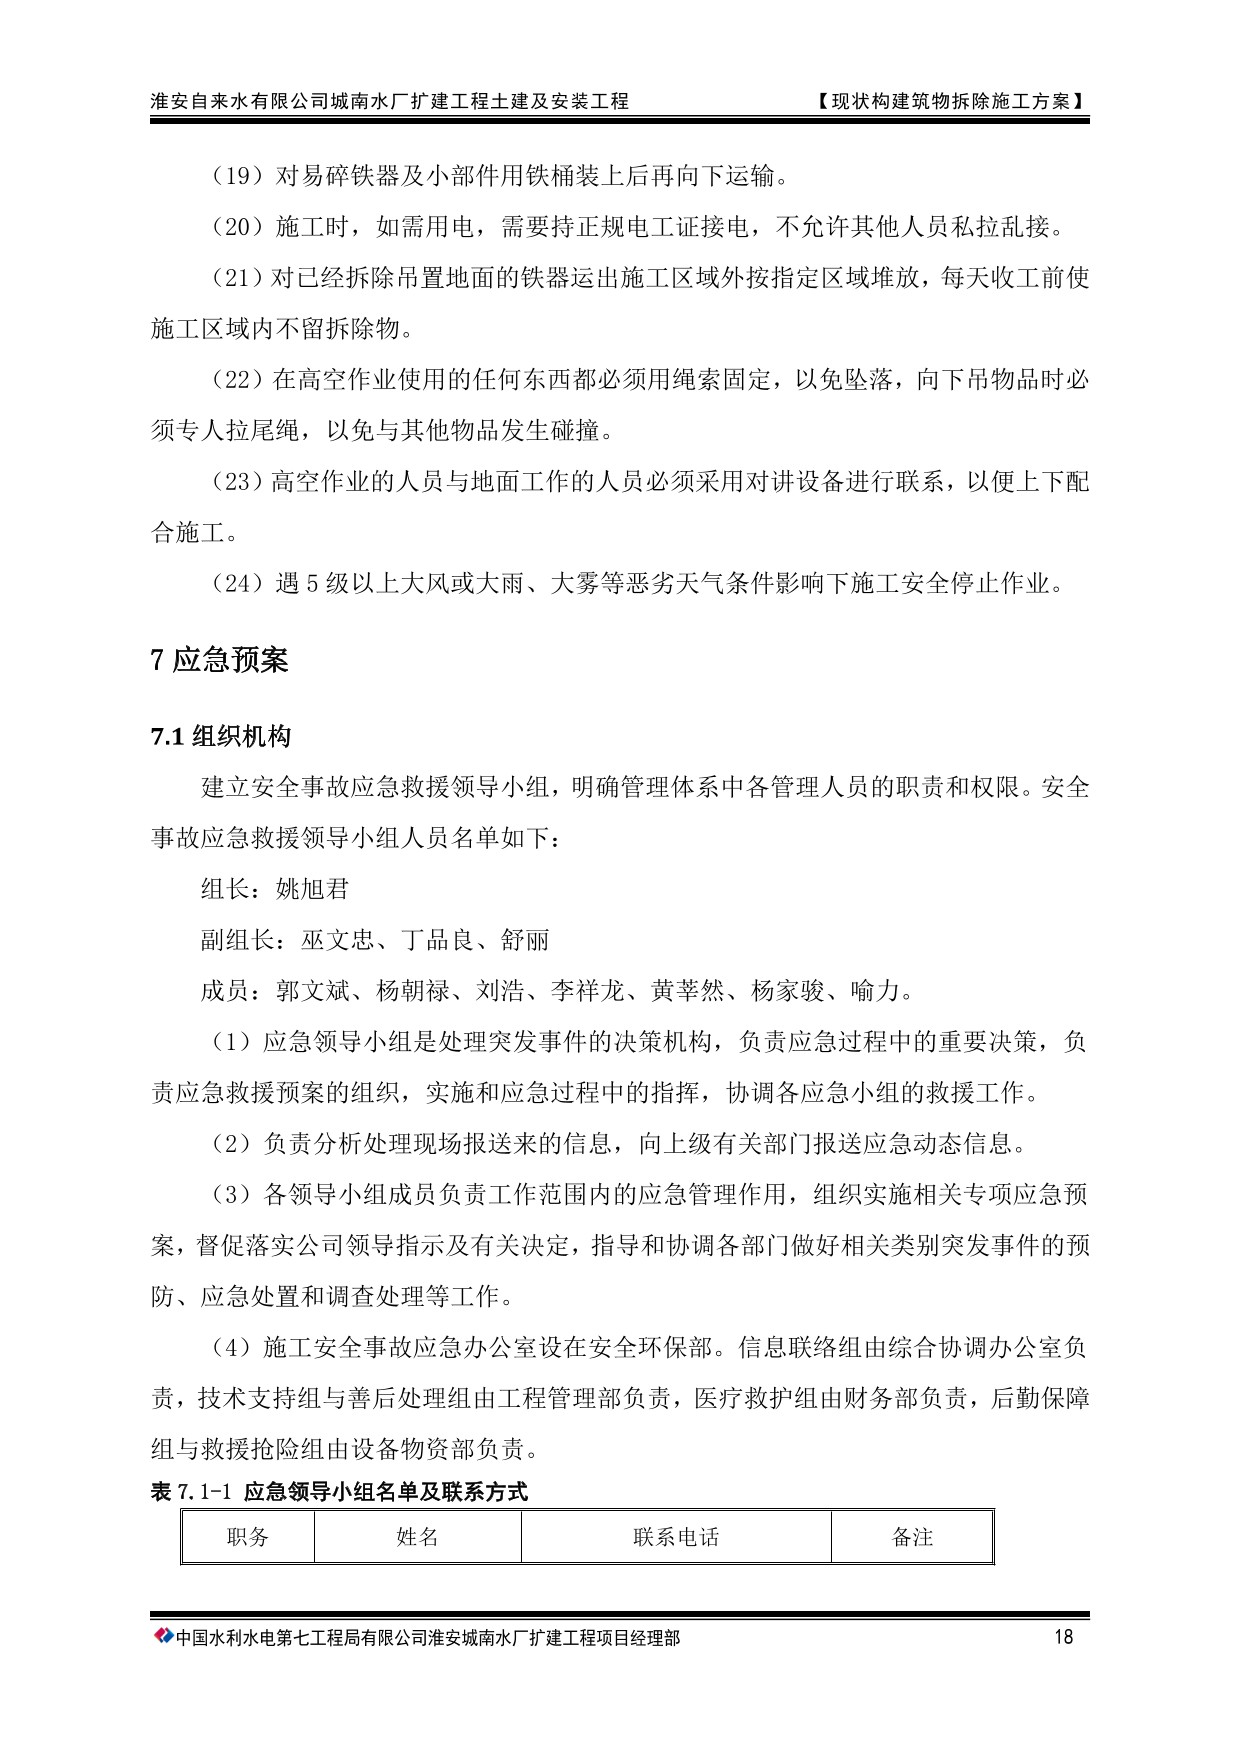 淮安自来水有限公司城南水厂扩建工程土建及安装工程 【现状构建筑物拆除施工方案】
（19）对易碎铁器及小部件用铁桶装上后再向下运输。
（20）施工时，如需用电，需要持正规电工证接电，不允许其他人员私拉乱接。
（21）对已经拆除吊置地面的铁器运出施工区域外按指定区域堆放，每天收工前使
施工区域内不留拆除物。
（22）在高空作业使用的任何东西都必须用绳索固定，以免坠落，向下吊物品时必
须专人拉尾绳，以免与其他物品发生碰撞。
（23）高空作业的人员与地面工作的人员必须采用对讲设备进行联系，以便上下配
合施工。
（24）遇 5 级以上大风或大雨、大雾等恶劣天气条件影响下施工安全停止作业。
7 应急预案
7.1 组织机构
建立安全事故应急救援领导小组，明确管理体系中各管理人员的职责和权限。安全
事故应急救援领导小组人员名单如下：
组长：姚旭君
副组长：巫文忠、丁品良、舒丽
成员：郭文斌、杨朝禄、刘浩、李祥龙、黄莘然、杨家骏、喻力。
（1）应急领导小组是处理突发事件的决策机构，负责应急过程中的重要决策，负
责应急救援预案的组织，实施和应急过程中的指挥，协调各应急小组的救援工作。
（2）负责分析处理现场报送来的信息，向上级有关部门报送应急动态信息。
（3）各领导小组成员负责工作范围内的应急管理作用，组织实施相关专项应急预
案，督促落实公司领导指示及有关决定，指导和协调各部门做好相关类别突发事件的预
防、应急处置和调查处理等工作。
（4）施工安全事故应急办公室设在安全环保部。信息联络组由综合协调办公室负
责，技术支持组与善后处理组由工程管理部负责，医疗救护组由财务部负责，后勤保障
组与救援抢险组由设备物资部负责。
表 7.1-1 应急领导小组名单及联系方式
职务 姓名 联系电话 备注
中国水利水电第七工程局有限公司淮安城南水厂扩建工程项目经理部 18